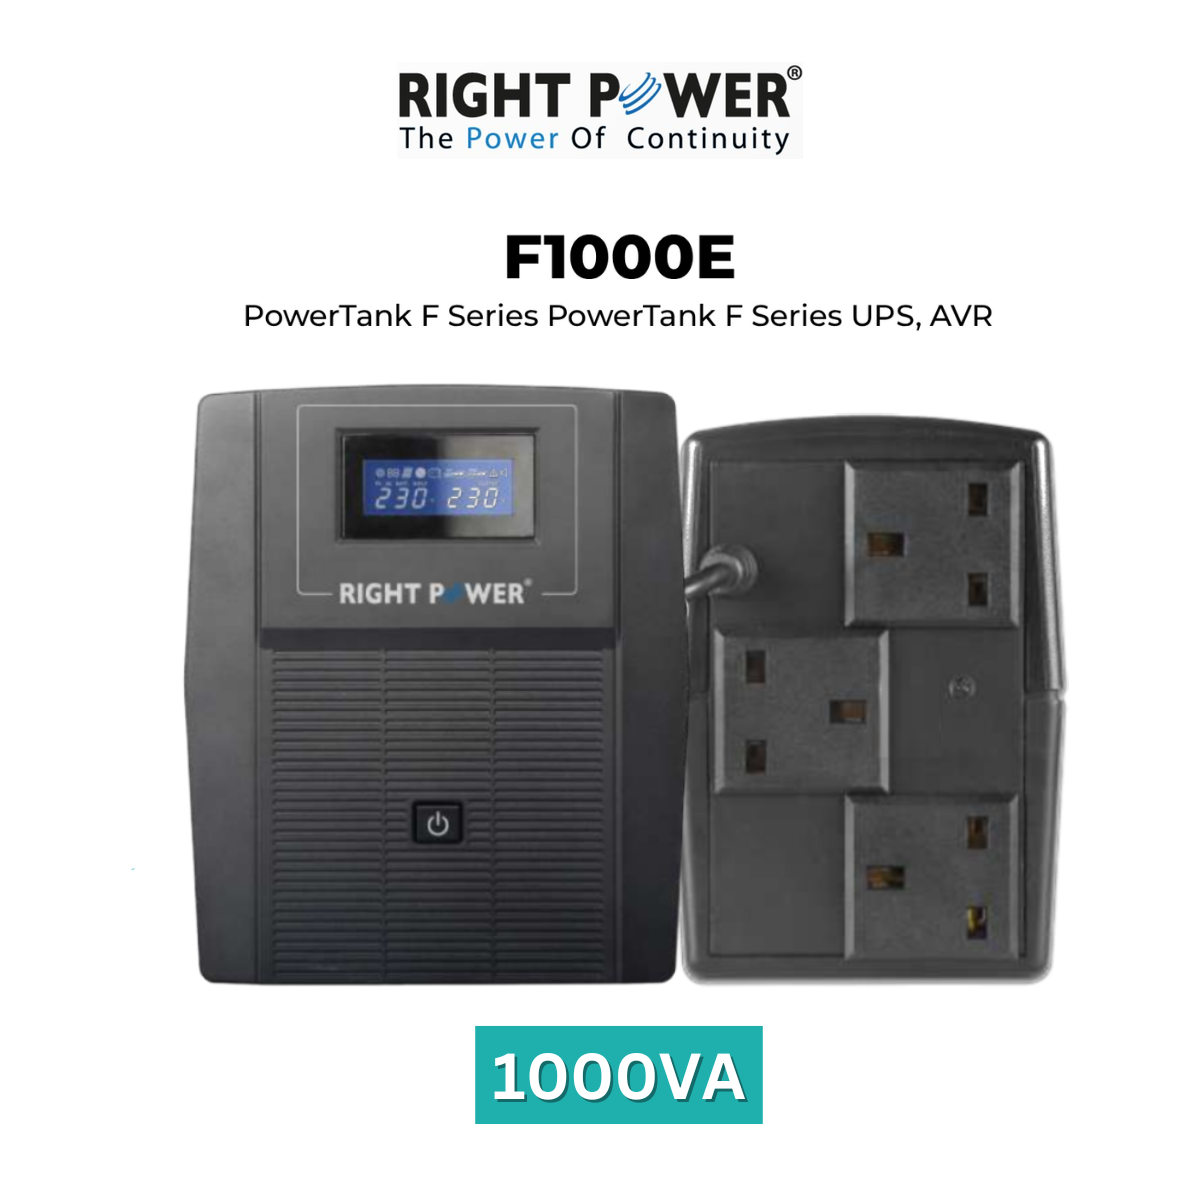 RIGHT POWER®
The Power Of Continuity
F1000E
PowerTank F Series PowerTank F Series UPS, AVR
230 230
RIGHT POWER®
1000VA